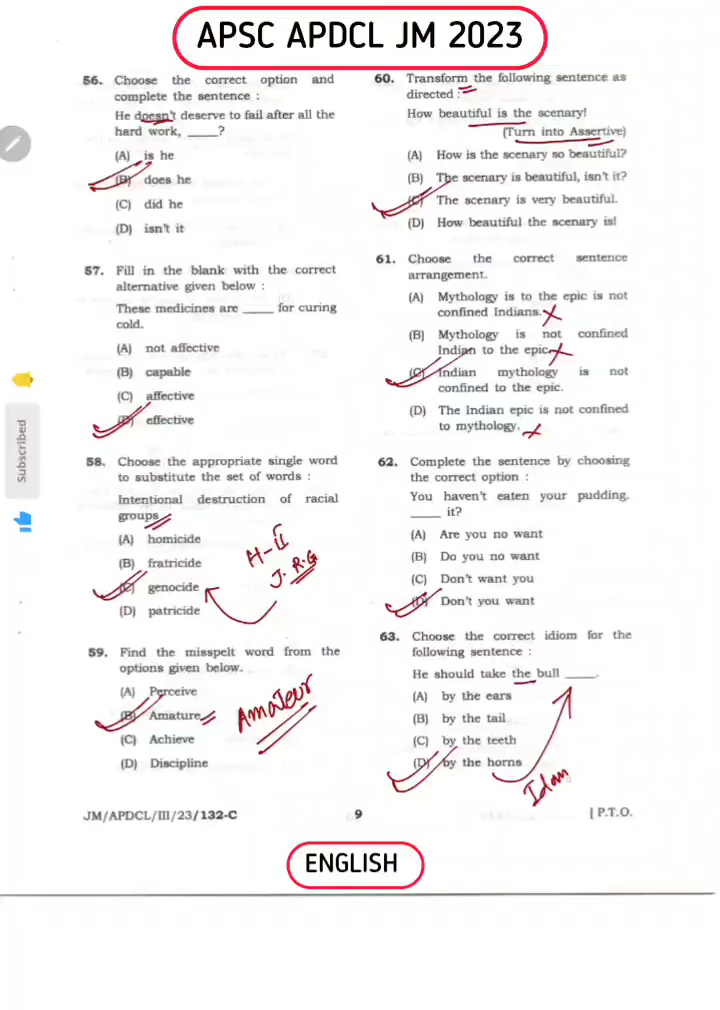 APSC APDCL JM 2023
56. Choose the correct option and
complete the sentence :
He doesn't deserve to fail after all the
hard work, ____?
(A) is he
(B) does he
(C) did he
(D) isn't it
57. Fill in the blank with the correct
alternative given below :
These medicines are ____ for curing
cold.
(A) not affective
(B) capable
(C) affective
(D) effective
58. Choose the appropriate single word
to substitute the set of words :
Intentional destruction of racial
groups
(A) homicide
(B) fratricide
(C) genocide
(D) patricide
H-II
J. R.G
59. Find the misspelt word from the
options given below.
(A) Perceive
(B) Amature
(C) Achieve
(D) Discipline
Amateur
60. Transform the following sentence as
directed :
How beautiful is the scenary!
(Turn into Assertive)
(A) How is the scenary so beautiful?
(B) The scenary is beautiful, isn't it?
(C) The scenary is very beautiful.
(D) How beautiful the scenary is!
61. Choose the correct sentence
arrangement.
(A) Mythology is to the epic is not
confined Indians.
(B) Mythology is not confined
Indian to the epic.
(C) Indian mythology is not
confined to the epic.
(D) The Indian epic is not confined
to mythology.
62. Complete the sentence by choosing
the correct option :
You haven't eaten your pudding.
____ it?
(A) Are you no want
(B) Do you no want
(C) Don't want you
(D) Don't you want
63. Choose the correct idiom for the
following sentence :
He should take the bull ____.
(A) by the ears
(B) by the tail
(C) by the teeth
(D) by the horns
Idom
Subscribed
JM/APDCL/III/23/132-C
9
[ P.T.O.
ENGLISH